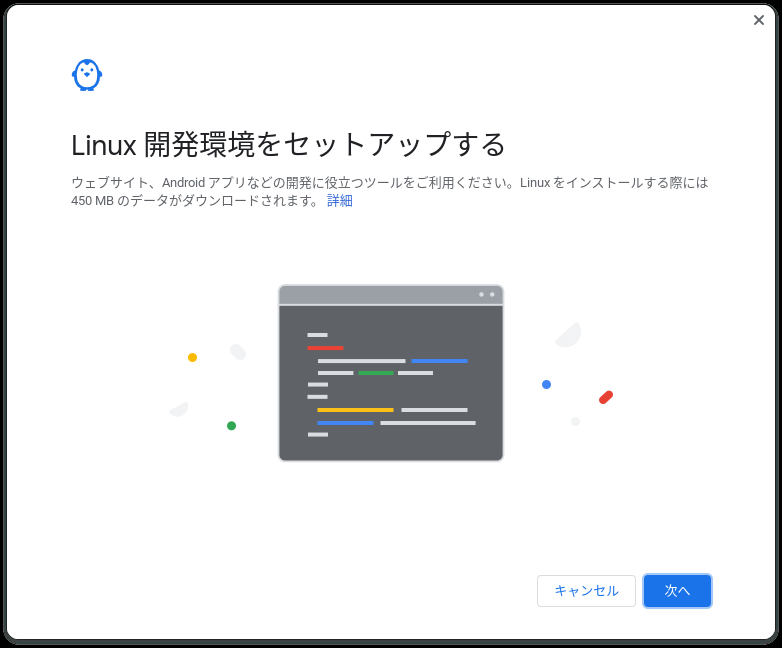 Linux 開発環境をセットアップする
ウェブサイト、Android アプリなどの開発に役立つツールをご利用ください。Linux をインストールする際には
450 MB のデータがダウンロードされます。 詳細
キャンセル
次へ